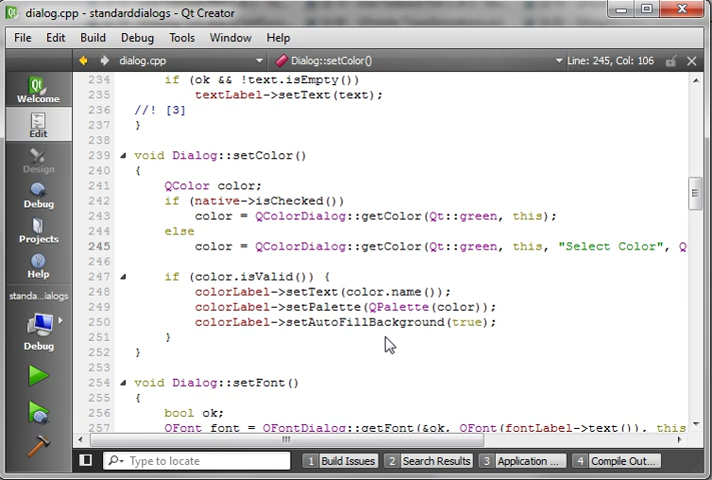 dialog.cpp - standarddialogs - Qt Creator
File Edit Build Debug Tools Window Help
dialog.cpp Dialog::setColor() Line: 245, Col: 106
Qt
Welcome
Edit
Design
Debug
Projects
Help
standa...ialogs
Debug
234 if (ok && !text.isEmpty())
235 textLabel->setText(text);
236 //! [3]
237 }
238
239 void Dialog::setColor()
240 {
241 QColor color;
242 if (native->isChecked())
243 color = QColorDialog::getColor(Qt::green, this);
244 else
245 color = QColorDialog::getColor(Qt::green, this, "Select Color", Q
246
247 if (color.isValid()) {
248 colorLabel->setText(color.name());
249 colorLabel->setPalette(QPalette(color));
250 colorLabel->setAutoFillBackground(true);
251 }
252 }
253
254 void Dialog::setFont()
255 {
256 bool ok;
257 QFont font = QFontDialog::getFont(&ok, QFont(fontLabel->text()), this
Type to locate 1 Build Issues 2 Search Results 3 Application ... 4 Compile Out...